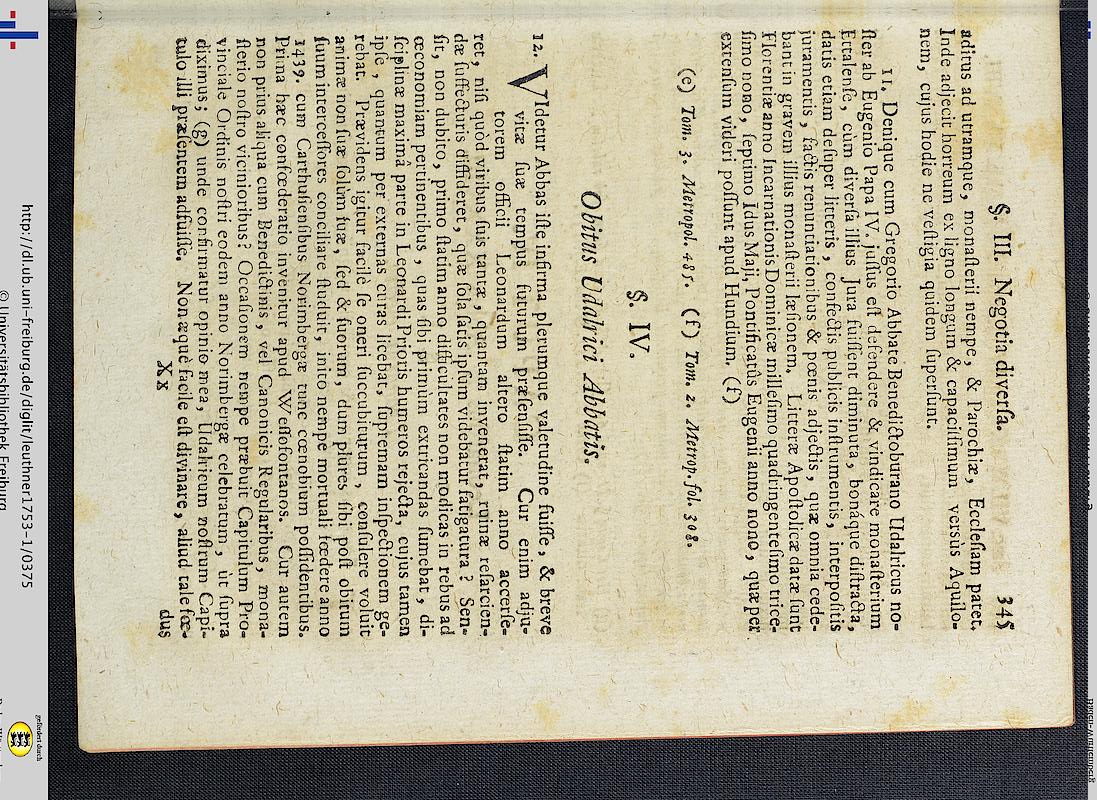 §. III. Negotia diverſa. 345
aditus ad utramque, monaſterii nempe, & Parochiæ, Eccleſiam patet.
Inde adjecit hortum ex ligno longum & capaciſſimum verſùs Aquilo-
nem, cujus hodie ne veſtigia quidem ſuperſunt.
11. Denique cum Gregorio Abbate Benedictoburano Udalricus no-
ſter ab Eugenio Papa IV. juſſus eſt defendere & vindicare monaſterium
Ettalenſe, cùm diverſa illius Jura fuiſſent diminuta, bonáque diſtracta,
datis etiam deſuper litteris, confectis publicis inſtrumentis, interpoſitis
juramentis, factis renuntiationibus & pœnis adjectis, quæ omnia cede-
bant in gravem illius monaſterii læſionem. Litteræ Apoſtolicæ datæ ſunt
Florentiæ anno Incarnationis Dominicæ milleſimo quadringenteſimo trice-
ſimo nono, ſeptimo Idus Maji, Pontificatûs Eugenii anno nono, quæ per
extenſum videri poſſunt apud Hundium. (f)
(e) Tom. 3. Metropol. 485. (f) Tom. 2. Metrop. fol. 308.
§. IV.
Obitus Udalrici Abbatis.
12. VIdetur Abbas iſte infirma plerumque valetudine fuiſſe, & breve
vitæ ſuæ tempus futurum præſenſiſſe. Cur enim adju-
torem officii Leonardum altero ſtatim anno accerſe-
ret, niſi quòd viribus ſuis tantæ, quantam invenerat, ruinæ reſarcien-
dæ ſuffecturis diffideret, quæ ſola ſatis ipſum videbatur fatigatura? Sen-
ſit, non dubito, primo ſtatim anno difficultates non modicas in rebus ad
œconomiam pertinentibus, quas ſibi primùm extricandas ſumebat, di-
ſciplinæ maximâ parte in Leonardi Prioris humeros rejecta, cujus tamen
ipſe, quantum per externas curas licebat, ſupremam inſpectionem ge-
rebat. Prævidens igitur facilè ſe oneri ſuccubiturum, conſulere voluit
animæ non ſuæ ſolùm ſuæ, ſed & ſuorum, dum plures ſibi poſt obitum
ſuum interceſſores conciliare ſtuduit, inito nempe mortuali fœdere anno
1439. cum Carthuſienſibus Norimbergæ tunc cœnobium poſſidentibus.
Prima hæc confœderatio invenitur apud Weſſofontanos. Cur autem
non prius aliqua cum Benedictinis, vel Canonicis Regularibus, mona-
ſterio noſtro vicinioribus? Occaſionem nempe præbuit Capitulum Pro-
vinciale Ordinis noſtri eodem anno Norimbergæ celebratum, ùt ſupra
diximus; (g) unde confirmatur opinio mea, Udalricum noſtrum Capi-
tulo illi præſentem adfuiſſe. Non æquè facile eſt divinare, aliud tale fœ-
X x
dus
http://dl.ub.uni-freiburg.de/diglit/leuthner1753-1/0375
© Universitätsbibliothek Freiburg
gefördert durch